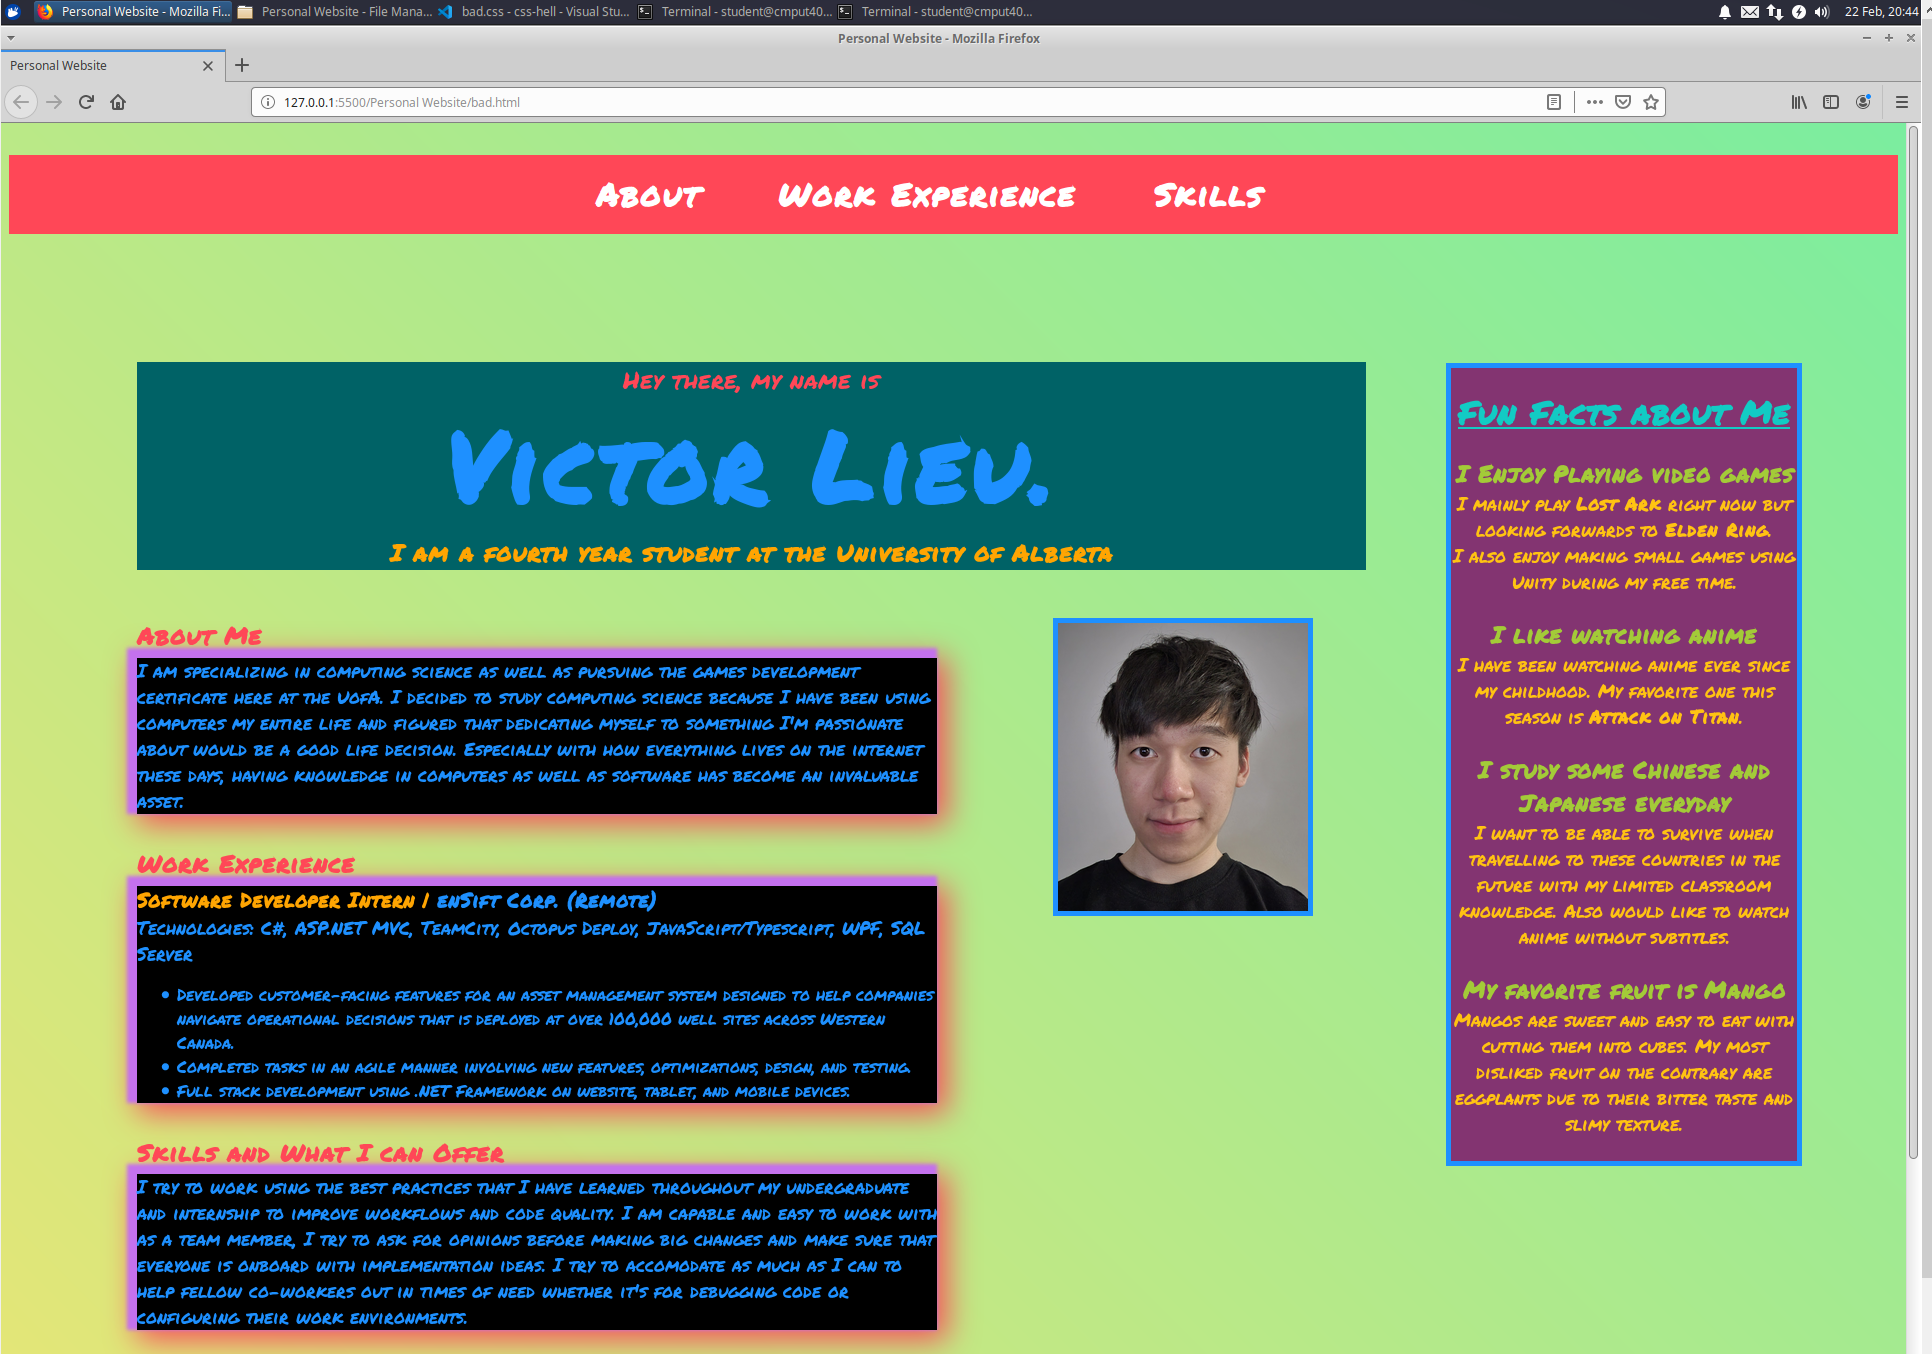 Personal Website - Mozilla Fi...
Personal Website - File Mana...
bad.css - css-hell - Visual Stu...
Terminal - student@cmput40...
Terminal - student@cmput40...
22 Feb, 20:44
Personal Website - Mozilla Firefox
Personal Website
127.0.0.1:5500/Personal Website/bad.html
About Work Experience Skills
Hey there, my name is
Victor Lieu.
I am a fourth year student at the University of Alberta
About Me
I am specializing in computing science as well as pursuing the games development
certificate here at the UofA. I decided to study computing science because I have been using
computers my entire life and figured that dedicating myself to something I'm passionate
about would be a good life decision. Especially with how everything lives on the internet
these days, having knowledge in computers as well as software has become an invaluable
asset.
Work Experience
Software Developer Intern | enSift Corp. (Remote)
Technologies: C#, ASP.NET MVC, TeamCity, Octopus Deploy, JavaScript/Typescript, WPF, SQL
Server
• Developed customer-facing features for an asset management system designed to help companies
navigate operational decisions that is deployed at over 100,000 well sites across Western
Canada.
• Completed tasks in an agile manner involving new features, optimizations, design, and testing.
• Full stack development using .NET Framework on website, tablet, and mobile devices.
Skills and What I can Offer
I try to work using the best practices that I have learned throughout my undergraduate
and internship to improve workflows and code quality. I am capable and easy to work with
as a team member, I try to ask for opinions before making big changes and make sure that
everyone is onboard with implementation ideas. I try to accomodate as much as I can to
help fellow co-workers out in times of need whether it's for debugging code or
configuring their work environments.
Fun Facts about Me
I Enjoy Playing video games
I mainly play Lost Ark right now but
looking forwards to Elden Ring.
I also enjoy making small games using
Unity during my free time.
I like watching anime
I have been watching anime ever since
my childhood. My favorite one this
season is Attack on Titan.
I study some Chinese and
Japanese everyday
I want to be able to survive when
travelling to these countries in the
future with my limited classroom
knowledge. Also would like to watch
anime without subtitles.
My favorite fruit is Mango
Mangos are sweet and easy to eat with
cutting them into cubes. My most
disliked fruit on the contrary are
eggplants due to their bitter taste and
slimy texture.